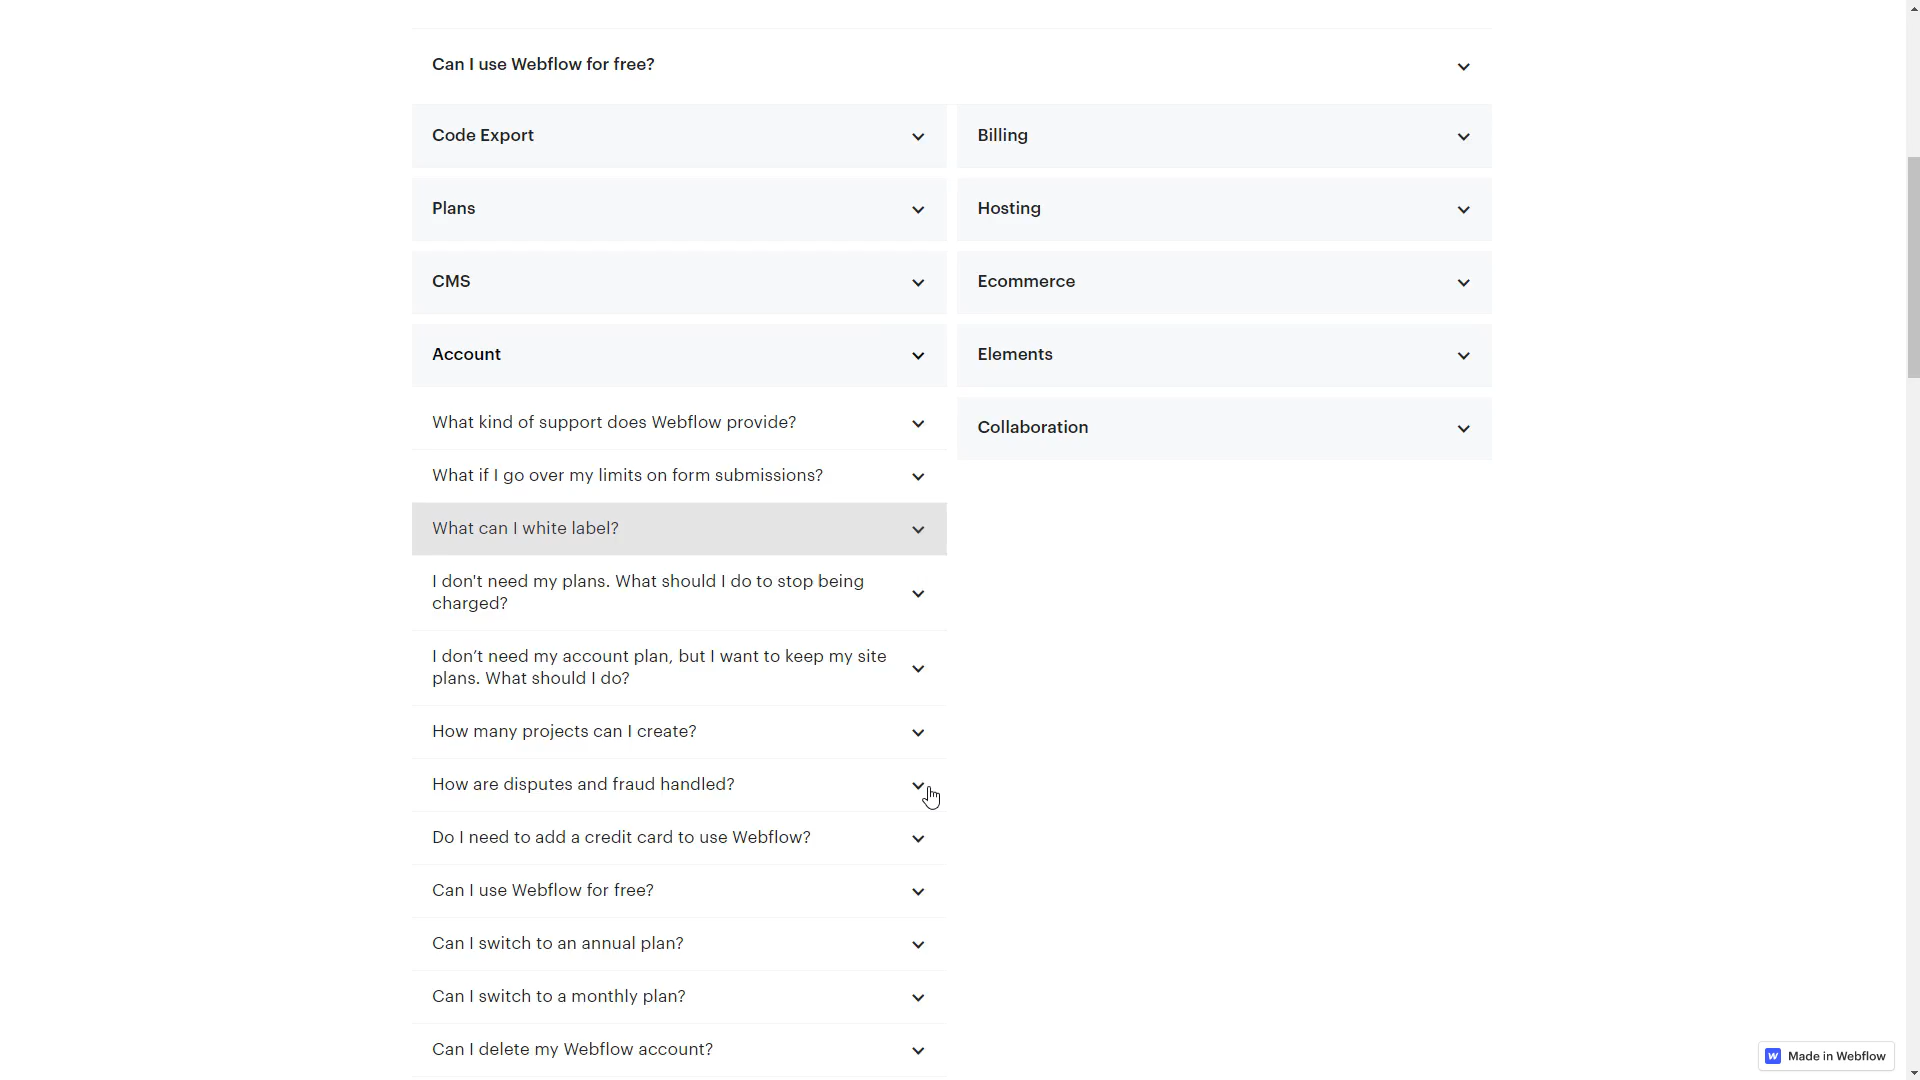 Can I use Webflow for free?
Code Export
Billing
Plans
Hosting
CMS
Ecommerce
Account
Elements
What kind of support does Webflow provide?
Collaboration
What if I go over my limits on form submissions?
What can I white label?
I don't need my plans. What should I do to stop being
charged?
I don’t need my account plan, but I want to keep my site
plans. What should I do?
How many projects can I create?
How are disputes and fraud handled?
Do I need to add a credit card to use Webflow?
Can I use Webflow for free?
Can I switch to an annual plan?
Can I switch to a monthly plan?
Can I delete my Webflow account?
Made in Webflow